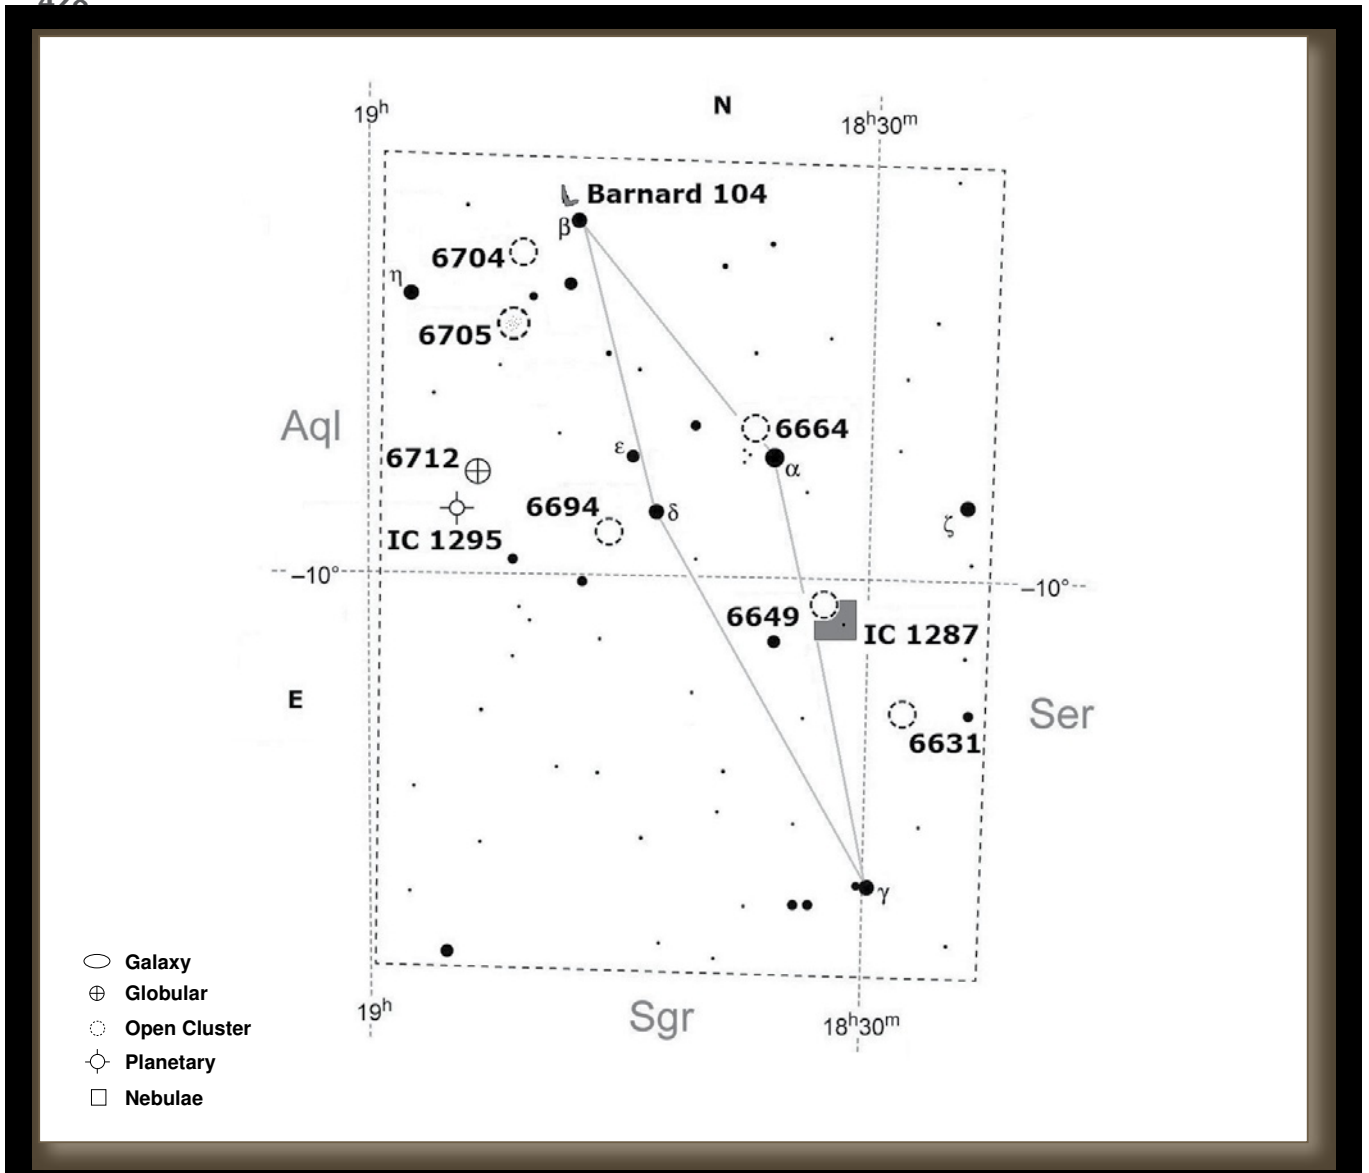 N
19h
18h30m
Barnard 104
β
6704
η
6705
Aql
6664
ε
α
6712
6694
δ
ζ
IC 1295
–10°
–10°
6649
IC 1287
E
Ser
6631
γ
Galaxy
Globular
19h
Sgr
18h30m
Open Cluster
Planetary
Nebulae